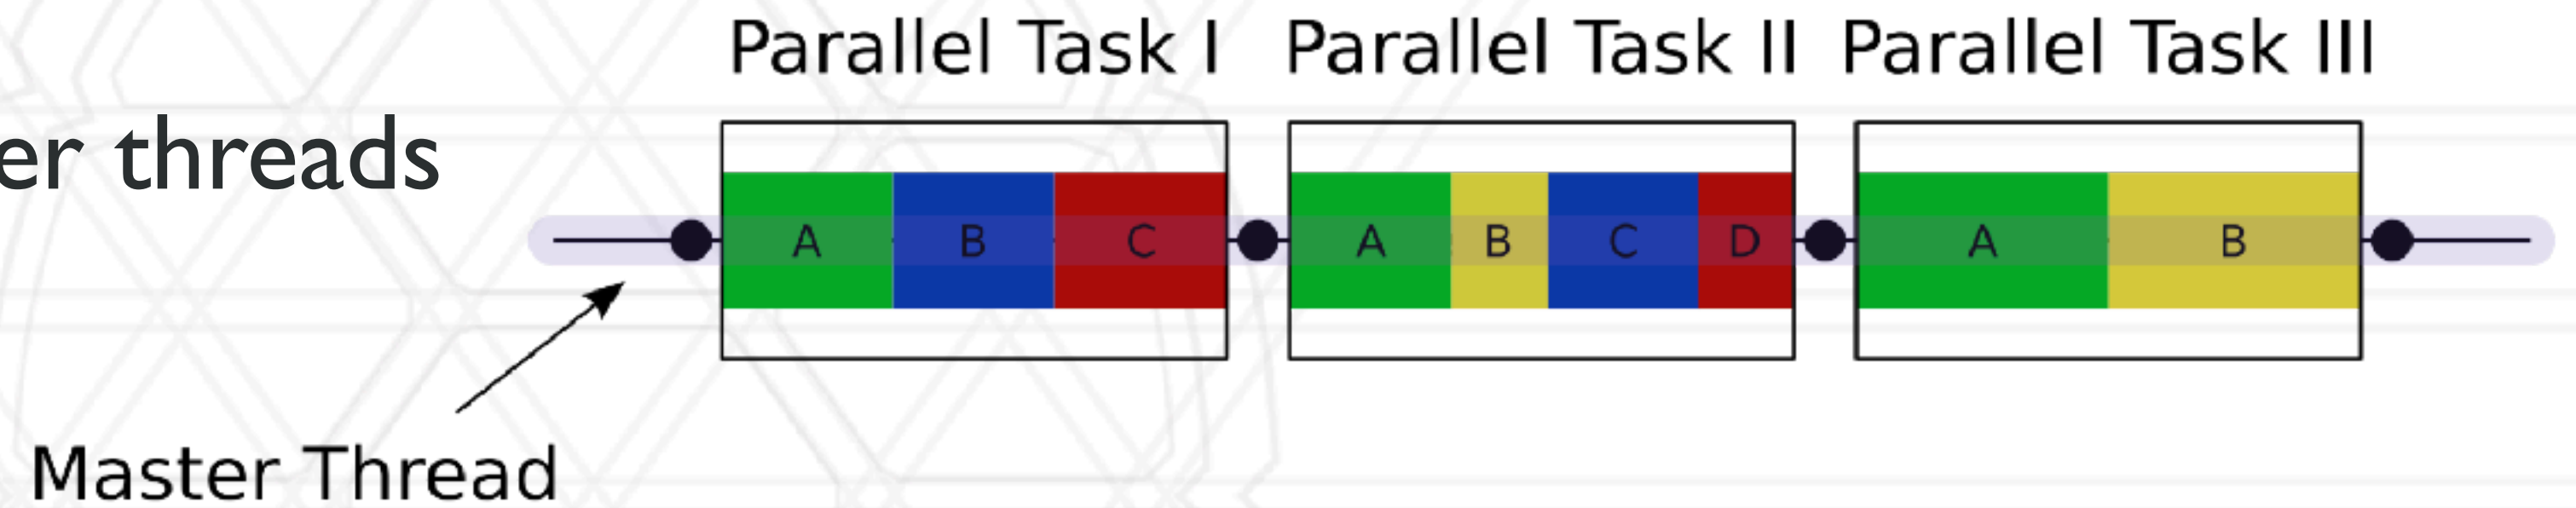 Parallel Task I Parallel Task II Parallel Task III
er threads
A B C A B C D A B
Master Thread